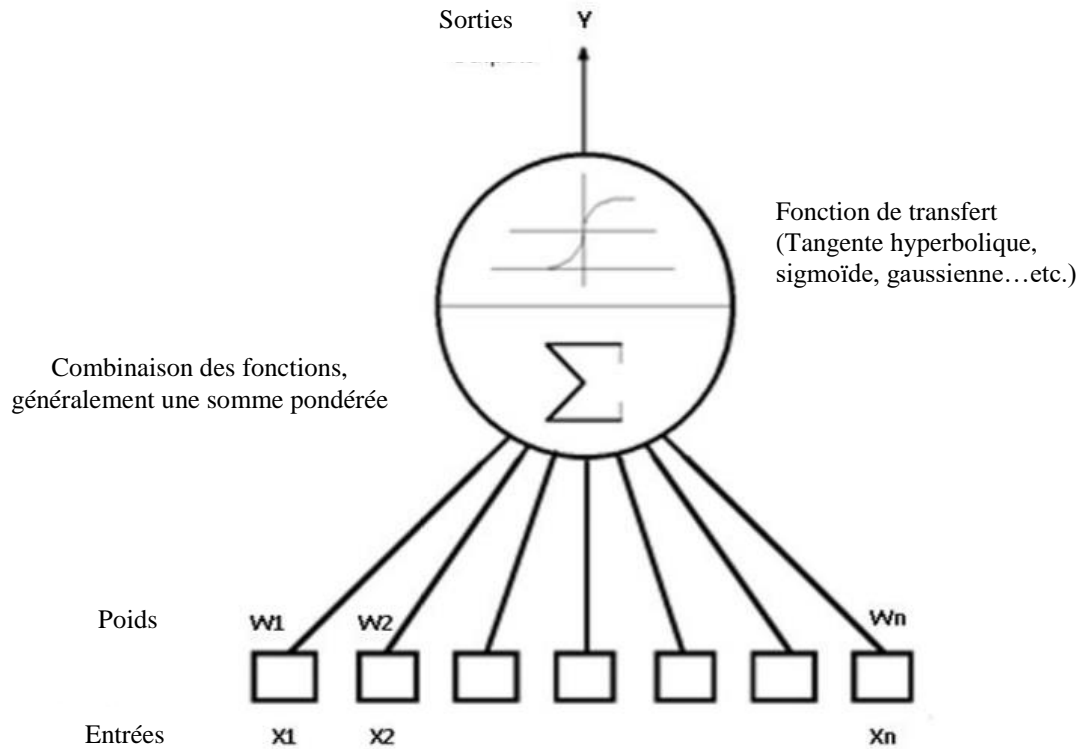 Sorties Y
Fonction de transfert
(Tangente hyperbolique,
sigmoïde, gaussienne…etc.)
Σ
Combinaison des fonctions,
généralement une somme pondérée
Poids W1 W2 Wn
Entrées X1 X2 Xn